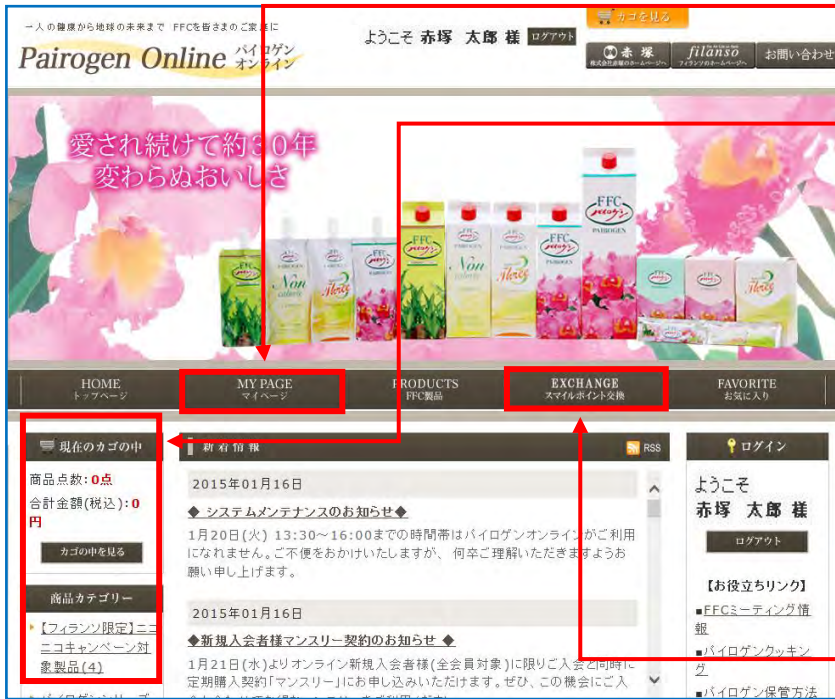 一人の健康から地球の未来まで FFCを皆さまのご家庭に
Pairogen Online パイロゲン オンライン
ようこそ 赤塚 太郎 様 ログアウト
カゴを見る
赤塚
株式会社赤塚のホームページへ
filanso
フィランソのホームページへ
お問い合わせ
愛され続けて約30年
変わらぬおいしさ
FFC
PAIROGEN
Non
calorie
HOME
トップページ
MY PAGE
マイページ
PRODUCTS
FFC製品
EXCHANGE
スマイルポイント交換
FAVORITE
お気に入り
現在のカゴの中
商品点数:0点
合計金額(税込):0
円
カゴの中を見る
商品カテゴリー
【フィランソ限定】ニコ
ニコキャンペーン対
象製品(4)
新着情報
RSS
2015年01月16日
◆ システムメンテナンスのお知らせ◆
1月20日(火) 13:30～16:00までの時間帯はパイロゲンオンラインがご利用
になれません。ご不便をおかけいたしますが、 何卒ご理解いただきますようお
願い申し上げます。
2015年01月16日
◆新規入会者様マンスリー契約のお知らせ ◆
1月21日(水)よりオンライン新規入会者様(全会員対象)に限りご入会と同時に
定期購入契約「マンスリー」にお申し込みいただけます。ぜひ、この機会にご入
ログイン
ようこそ
赤塚 太郎 様
ログアウト
【お役立ちリンク】
■FFCミーティング情
報
■パイロゲンクッキン
グ
■パイロゲン保管方法